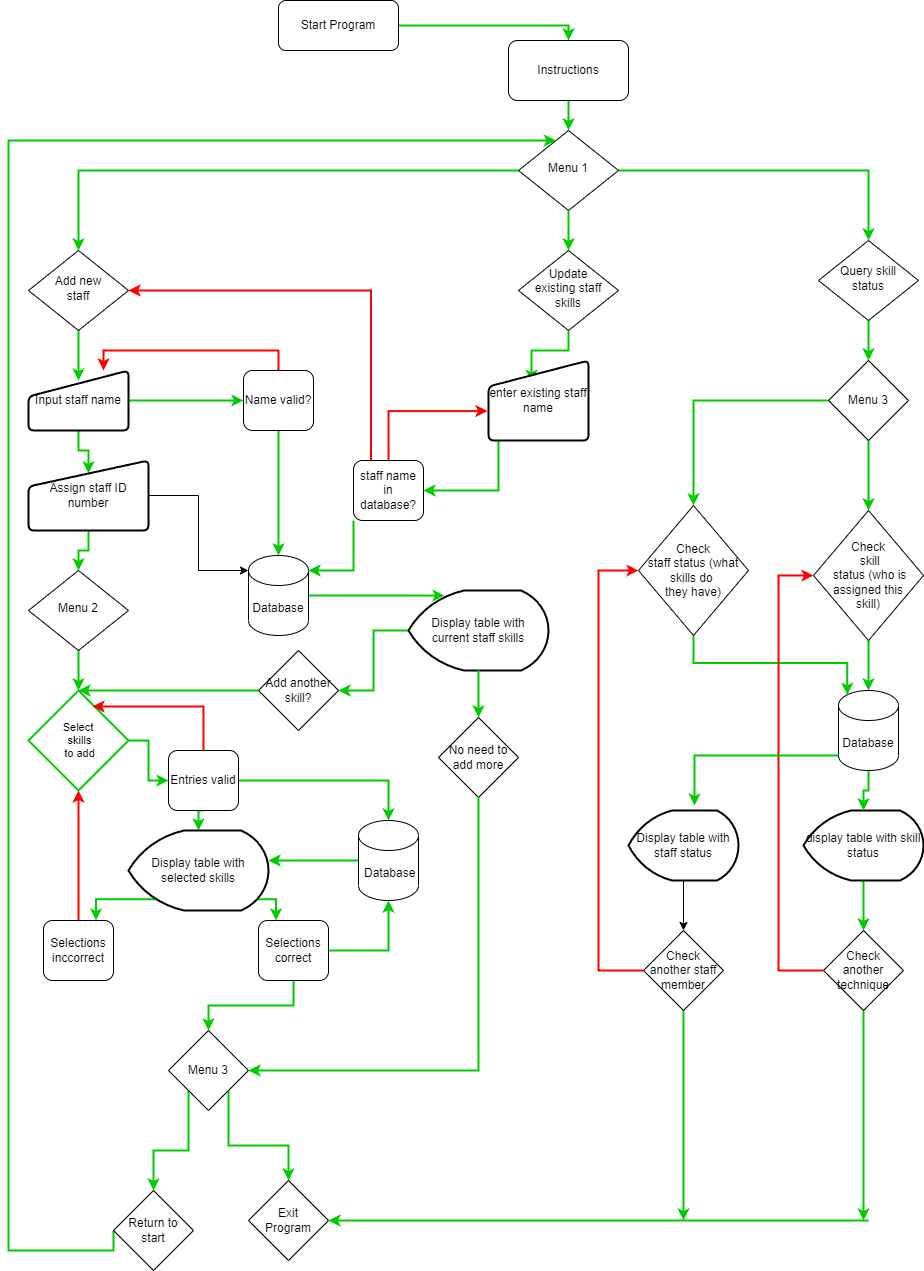 Start Program
Instructions
Menu 1
Add new
staff
Update
existing staff
skills
Query skill
status
Input staff name
Name valid?
enter existing staff
name
Menu 3
Assign staff ID
number
staff name
in
database?
Check
staff status (what
skills do
they have)
Check
skill
status (who is
assigned this
skill)
Menu 2
Database
Display table with
current staff skills
Add another
skill?
Select
skills
to add
No need to
add more
Database
Entries valid
Display table with
selected skills
Database
Display table with
staff status
display table with skill
status
Selections
inccorrect
Selections
correct
Check
another staff
member
Check
another
technique
Menu 3
Return to
start
Exit
Program